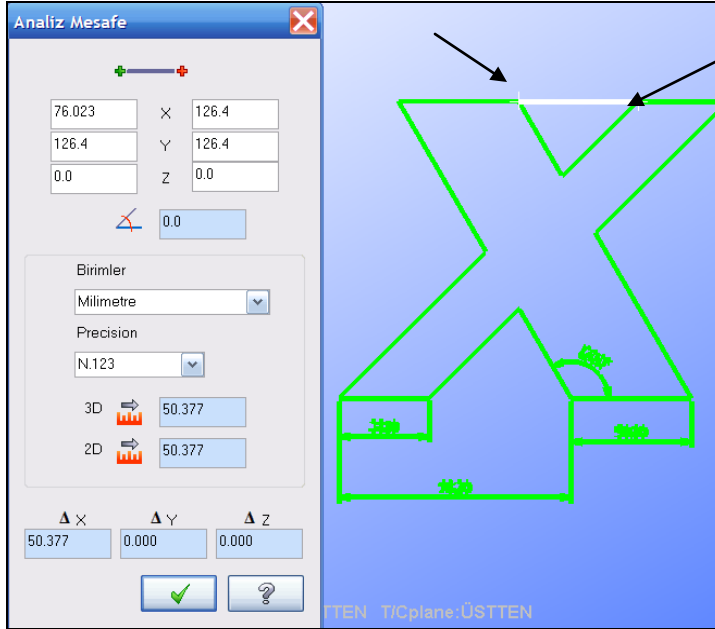 Analiz Mesafe
76.023 X 126.4
126.4 Y 126.4
0.0 Z 0.0
0.0
Birimler
Milimetre
Precision
N.123
3D 50.377
2D 50.377
Δ X Δ Y Δ Z
50.377 0.000 0.000
?
TTEN T/Cplane:ÜSTTEN